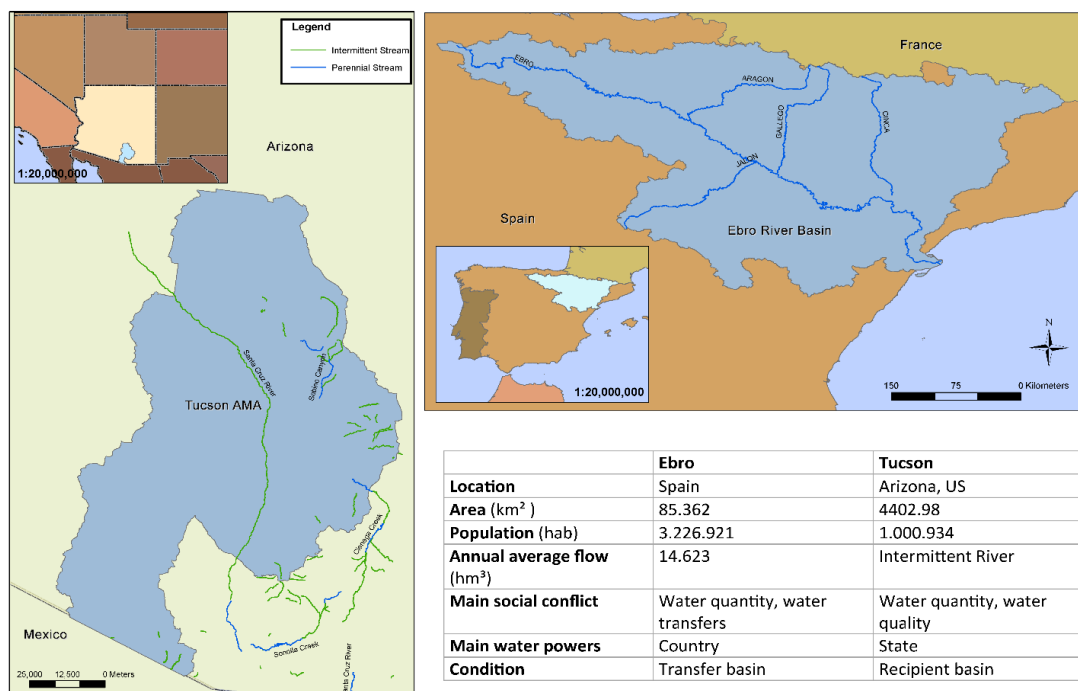 Legend
Intermittent Stream
Perennial Stream
Arizona
1:20,000,000
Santa Cruz River
Sabino Canyon
Tucson AMA
Cienega Creek
Mexico
Sonoita Creek
anta Cruz River
25,000 12,500 0 Meters
France
EBRO
ARAGON
GALLEGO
CINCA
JALON
Spain
Ebro River Basin
1:20,000,000
N
150 75 0 Kilometers
Ebro Tucson
Location Spain Arizona, US
Area (km² ) 85.362 4402.98
Population (hab) 3.226.921 1.000.934
Annual average flow 14.623 Intermittent River
(hm³)
Main social conflict Water quantity, water Water quantity, water
transfers quality
Main water powers Country State
Condition Transfer basin Recipient basin